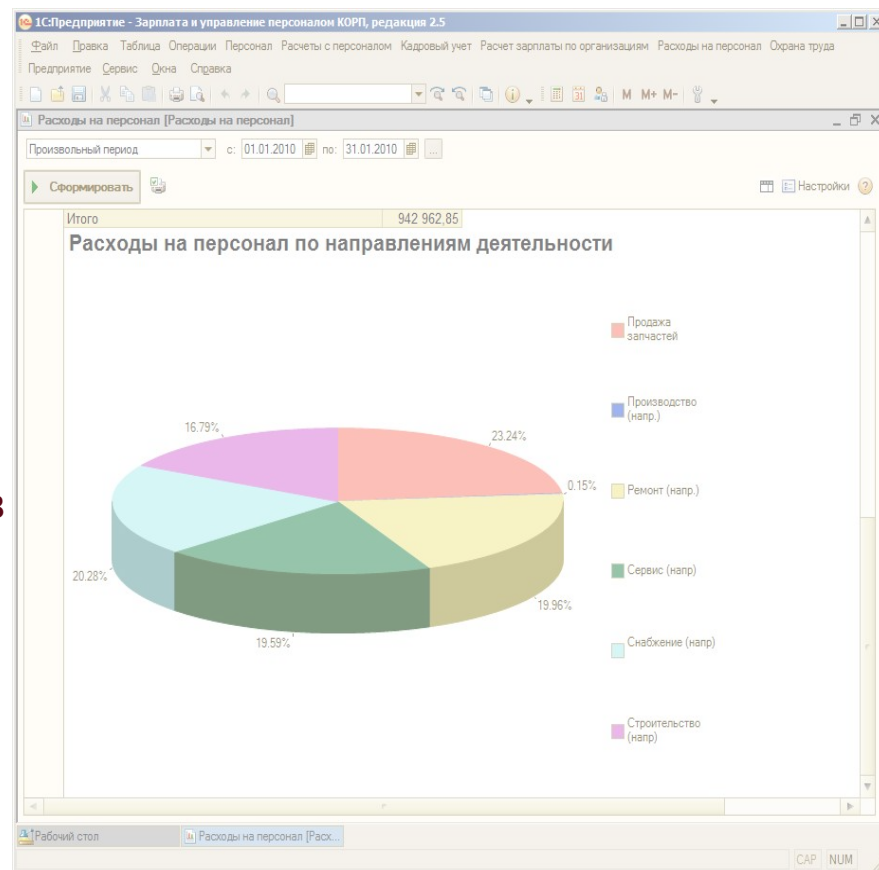 1С:Предприятие - Зарплата и управление персоналом КОРП, редакция 2.5
Файл Правка Таблица Операции Персонал Расчеты с персоналом Кадровый учет Расчет зарплаты по организациям Расходы на персонал Охрана труда
Предприятие Сервис Окна Справка
M M+ M-
Расходы на персонал [Расходы на персонал]
Произвольный период с: 01.01.2010 по: 31.01.2010 ...
Сформировать Настройки ?
Итого 942 962,85
Расходы на персонал по направлениям деятельности
Продажа
запчастей
Производство
(напр.)
16.79%
23.24%
0.15%
Ремонт (напр.)
в
Сервис (напр)
20.28%
19.96%
19.59%
Снабжение (напр)
Строительство
(напр)
Рабочий стол Расходы на персонал [Расх...
CAP NUM